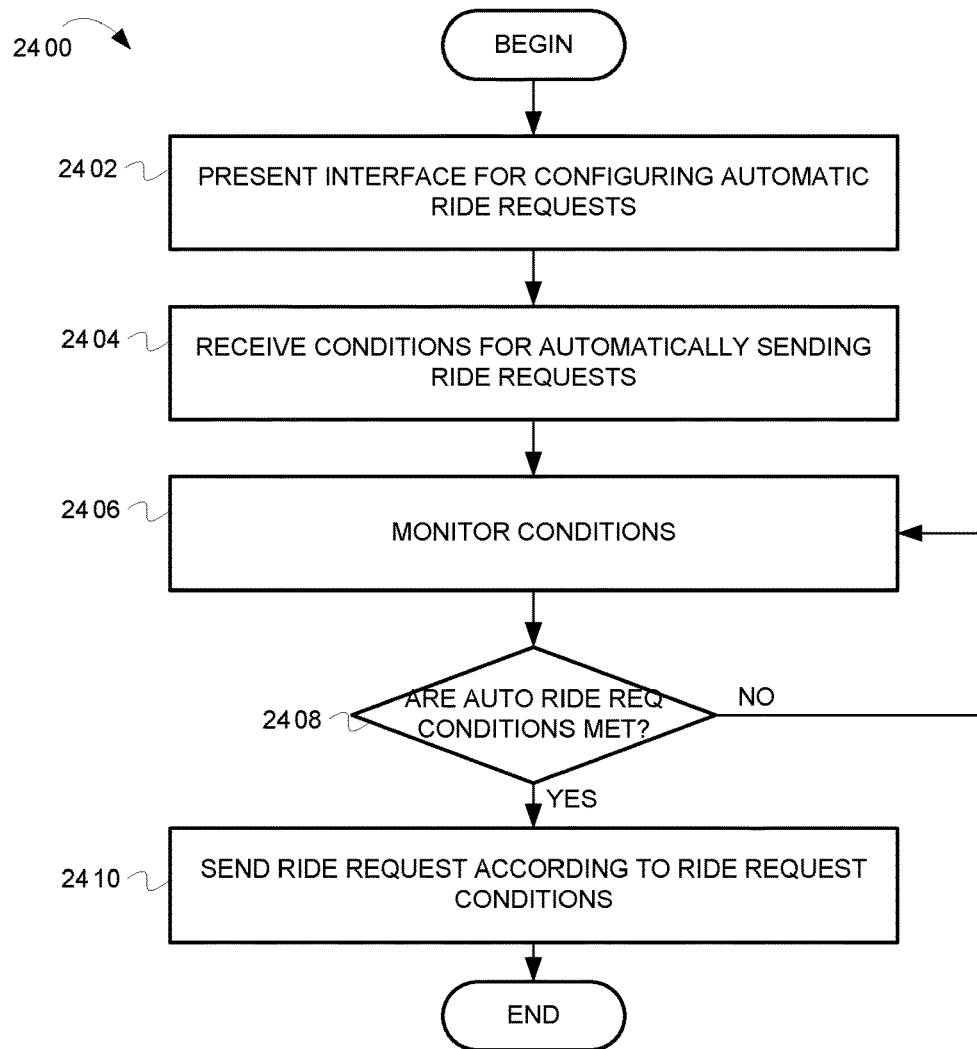 2400
BEGIN
2402
PRESENT INTERFACE FOR CONFIGURING AUTOMATIC
RIDE REQUESTS
2404
RECEIVE CONDITIONS FOR AUTOMATICALLY SENDING
RIDE REQUESTS
2406
MONITOR CONDITIONS
2408
ARE AUTO RIDE REQ
CONDITIONS MET?
NO
YES
2410
SEND RIDE REQUEST ACCORDING TO RIDE REQUEST
CONDITIONS
END